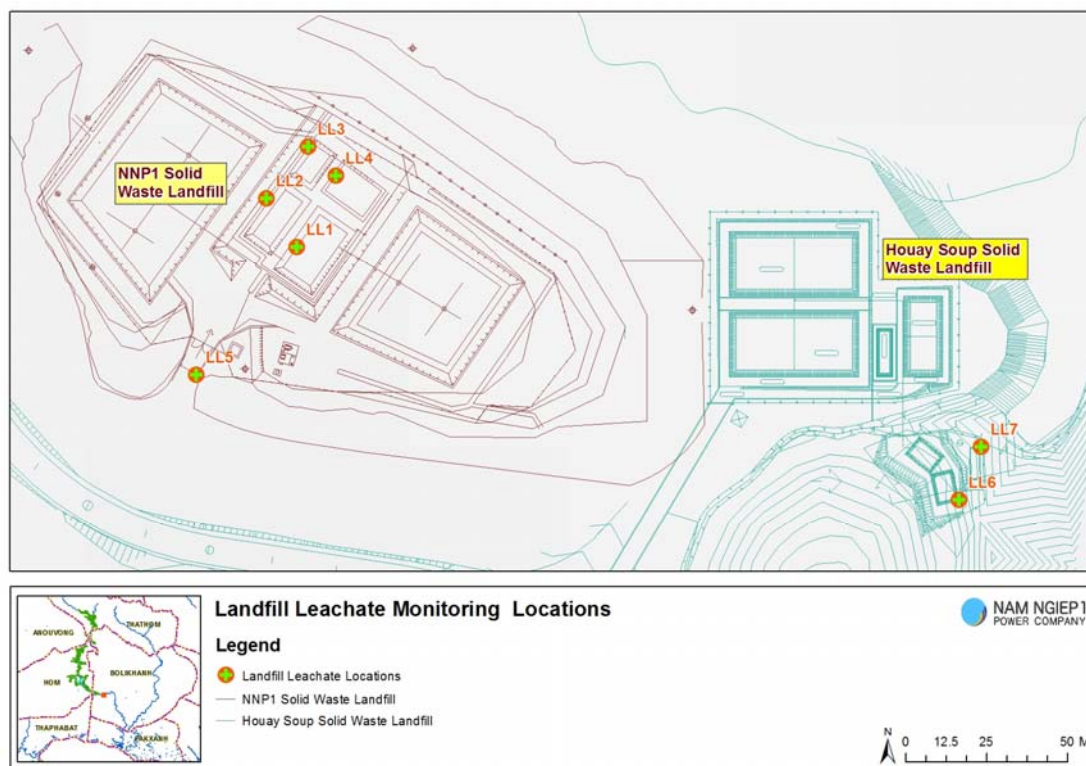 LL3
LL4
NNP1 Solid
Waste Landfill
LL2
LL1
Houay Soup Solid
Waste Landfill
LL5
LL7
LL6
Landfill Leachate Monitoring Locations
Legend
Landfill Leachate Locations
NNP1 Solid Waste Landfill
Houay Soup Solid Waste Landfill
ANOUVONG
THATHOM
BOLIKHANH
HOM
THAPHABAT
PAKXANH
NAM NGIEP1
POWER COMPANY
N
0 12.5 25 50 M